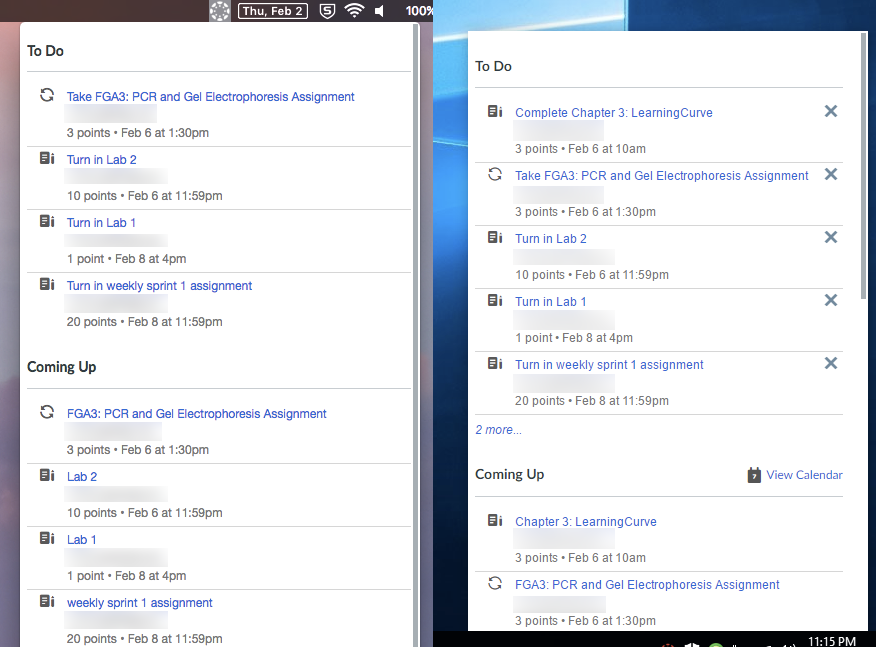 Thu, Feb 2
S
100%
To Do
Take FGA3: PCR and Gel Electrophoresis Assignment
3 points • Feb 6 at 1:30pm
Turn in Lab 2
10 points • Feb 6 at 11:59pm
Turn in Lab 1
1 point • Feb 8 at 4pm
Turn in weekly sprint 1 assignment
20 points • Feb 8 at 11:59pm
Coming Up
FGA3: PCR and Gel Electrophoresis Assignment
3 points • Feb 6 at 1:30pm
Lab 2
10 points • Feb 6 at 11:59pm
Lab 1
1 point • Feb 8 at 4pm
weekly sprint 1 assignment
20 points • Feb 8 at 11:59pm
To Do
Complete Chapter 3: LearningCurve
3 points • Feb 6 at 10am
Take FGA3: PCR and Gel Electrophoresis Assignment
3 points • Feb 6 at 1:30pm
Turn in Lab 2
10 points • Feb 6 at 11:59pm
Turn in Lab 1
1 point • Feb 8 at 4pm
Turn in weekly sprint 1 assignment
20 points • Feb 8 at 11:59pm
2 more...
Coming Up
7 View Calendar
Chapter 3: LearningCurve
3 points • Feb 6 at 10am
FGA3: PCR and Gel Electrophoresis Assignment
3 points • Feb 6 at 1:30pm
11:15 PM